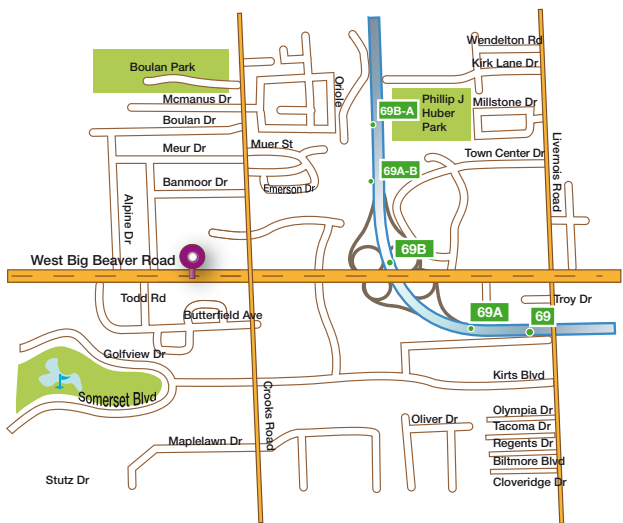 Wendelton Rd
Boulan Park
Kirk Lane Dr
Oriole
Mcmanus Dr
69B-A
Phillip J
Huber
Park
Millstone Dr
Boulan Dr
Livernois Road
Meur Dr
Muer St
Town Center Dr
69A-B
Banmoor Dr
Emerson Dr
Alpine Dr
West Big Beaver Road
69B
Todd Rd
Troy Dr
Butterfield Ave
69A
69
Golfview Dr
Kirts Blvd
Somerset Blvd
Crooks Road
Olympia Dr
Oliver Dr
Tacoma Dr
Maplelawn Dr
Regents Dr
Biltmore Blvd
Stutz Dr
Cloveridge Dr